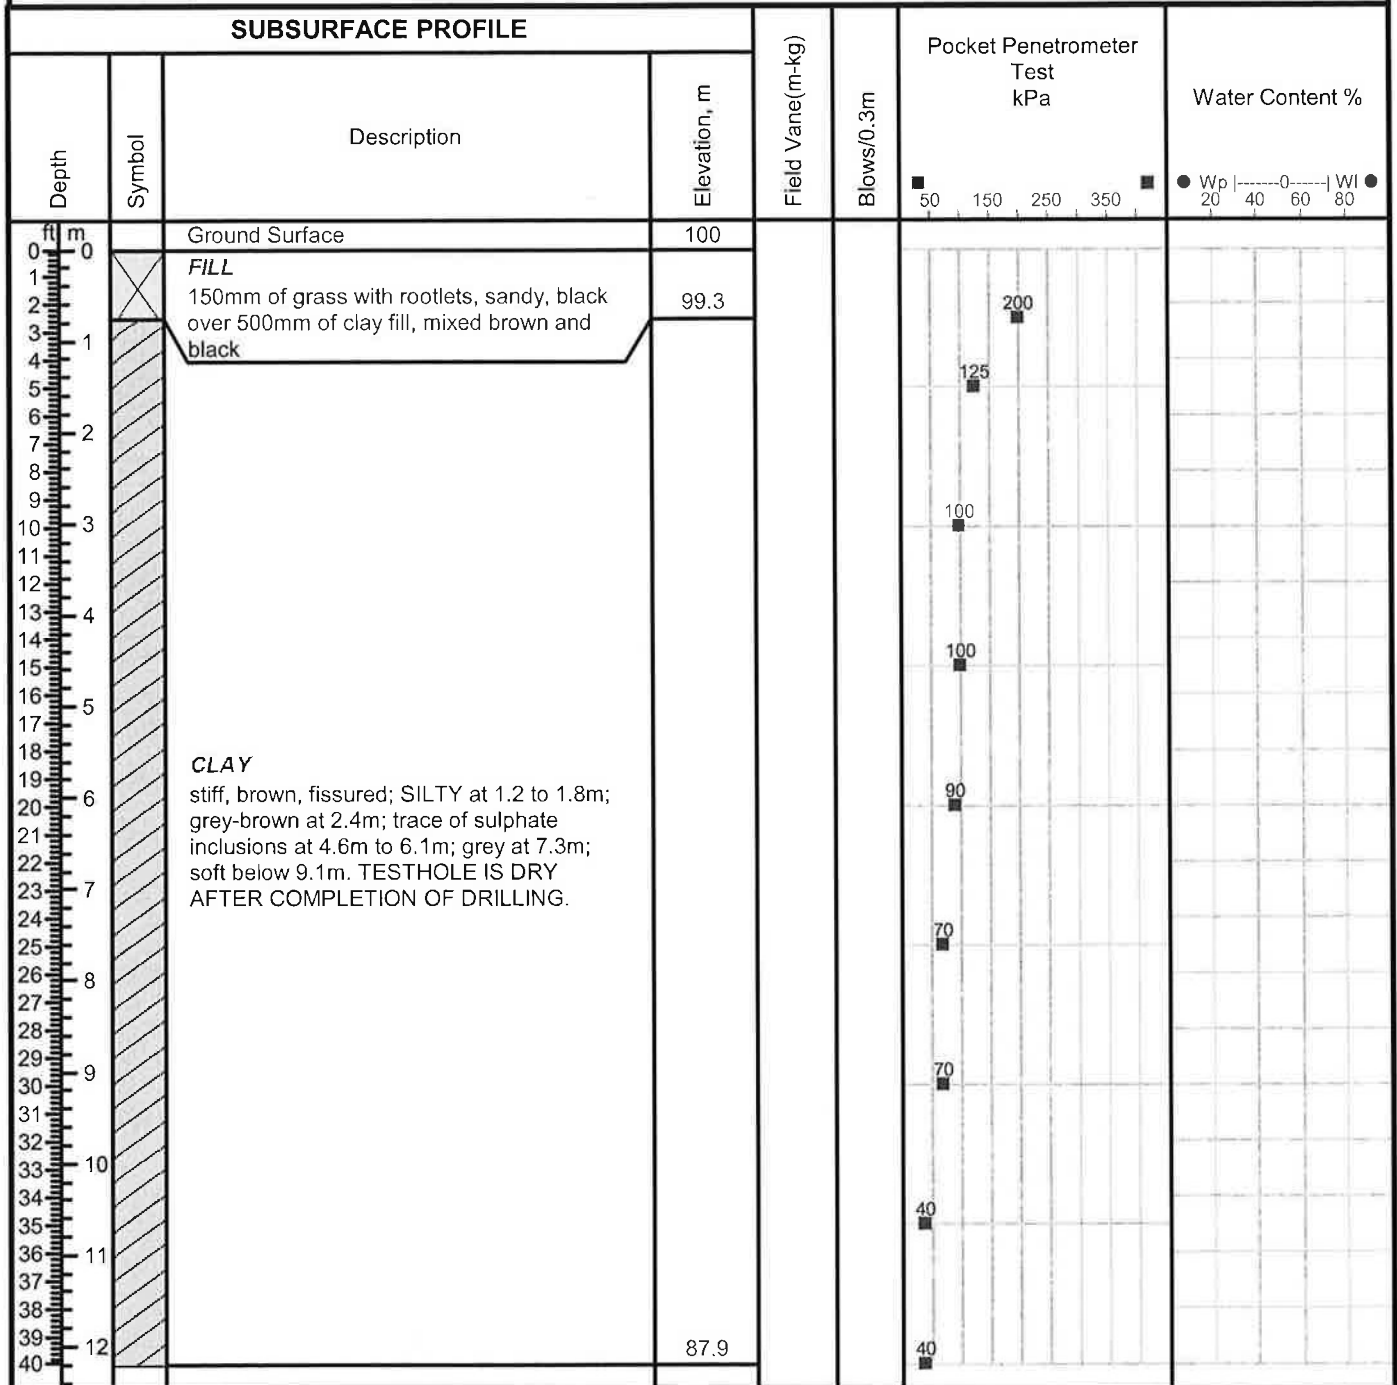 SUBSURFACE PROFILE
Depth
Symbol
Description
Elevation, m
Field Vane(m-kg)
Blows/0.3m
Pocket Penetrometer
Test
kPa
50 150 250 350
Water Content %
Wp |-------0------| Wl
20 40 60 80
ft m
Ground Surface
100
FILL
150mm of grass with rootlets, sandy, black
over 500mm of clay fill, mixed brown and
black
99.3
CLAY
stiff, brown, fissured; SILTY at 1.2 to 1.8m;
grey-brown at 2.4m; trace of sulphate
inclusions at 4.6m to 6.1m; grey at 7.3m;
soft below 9.1m. TESTHOLE IS DRY
AFTER COMPLETION OF DRILLING.
87.9
0
1
2
3
4
5
6
7
8
9
10
11
12
13
14
15
16
17
18
19
20
21
22
23
24
25
26
27
28
29
30
31
32
33
34
35
36
37
38
39
40
0
1
2
3
4
5
6
7
8
9
10
11
12
200
125
100
100
90
70
70
40
40